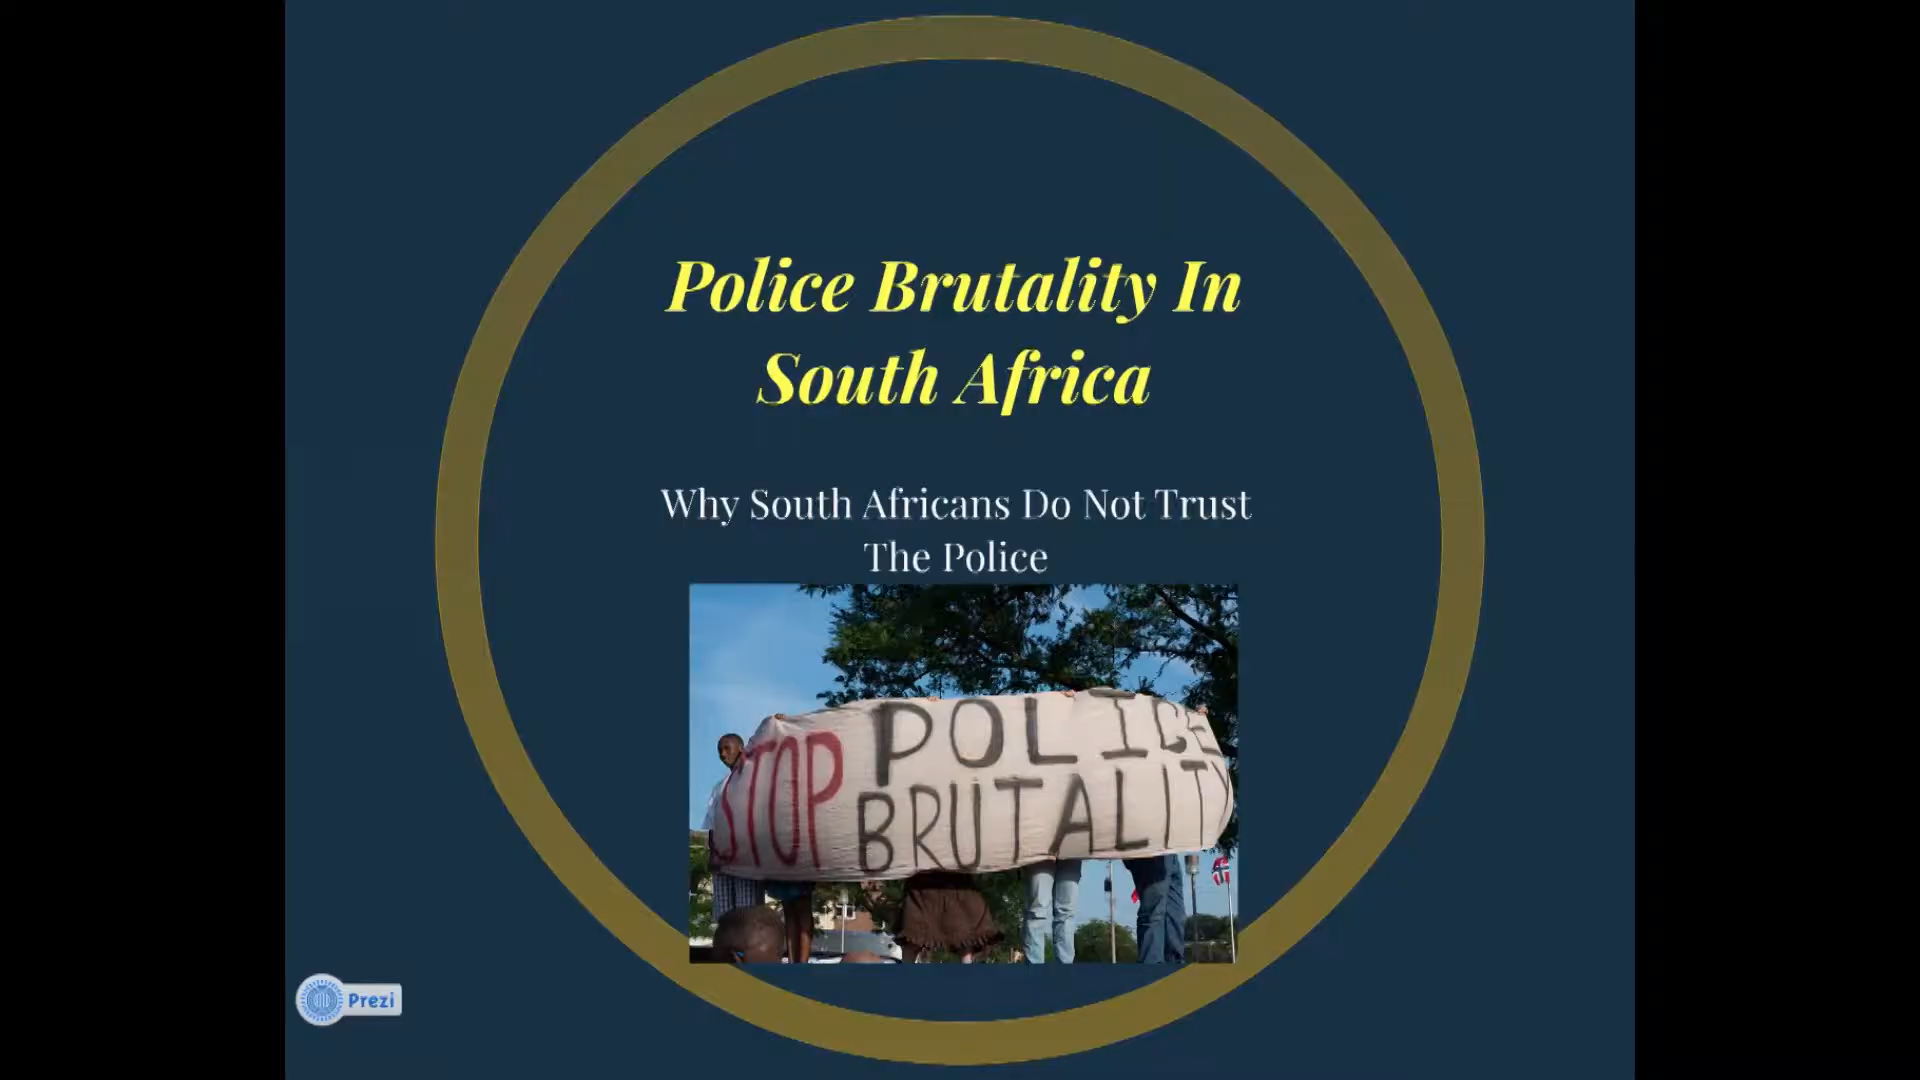 Police Brutality In
South Africa
Why South Africans Do Not Trust
The Police
STOP POLICE
BRUTALITY
Prezi